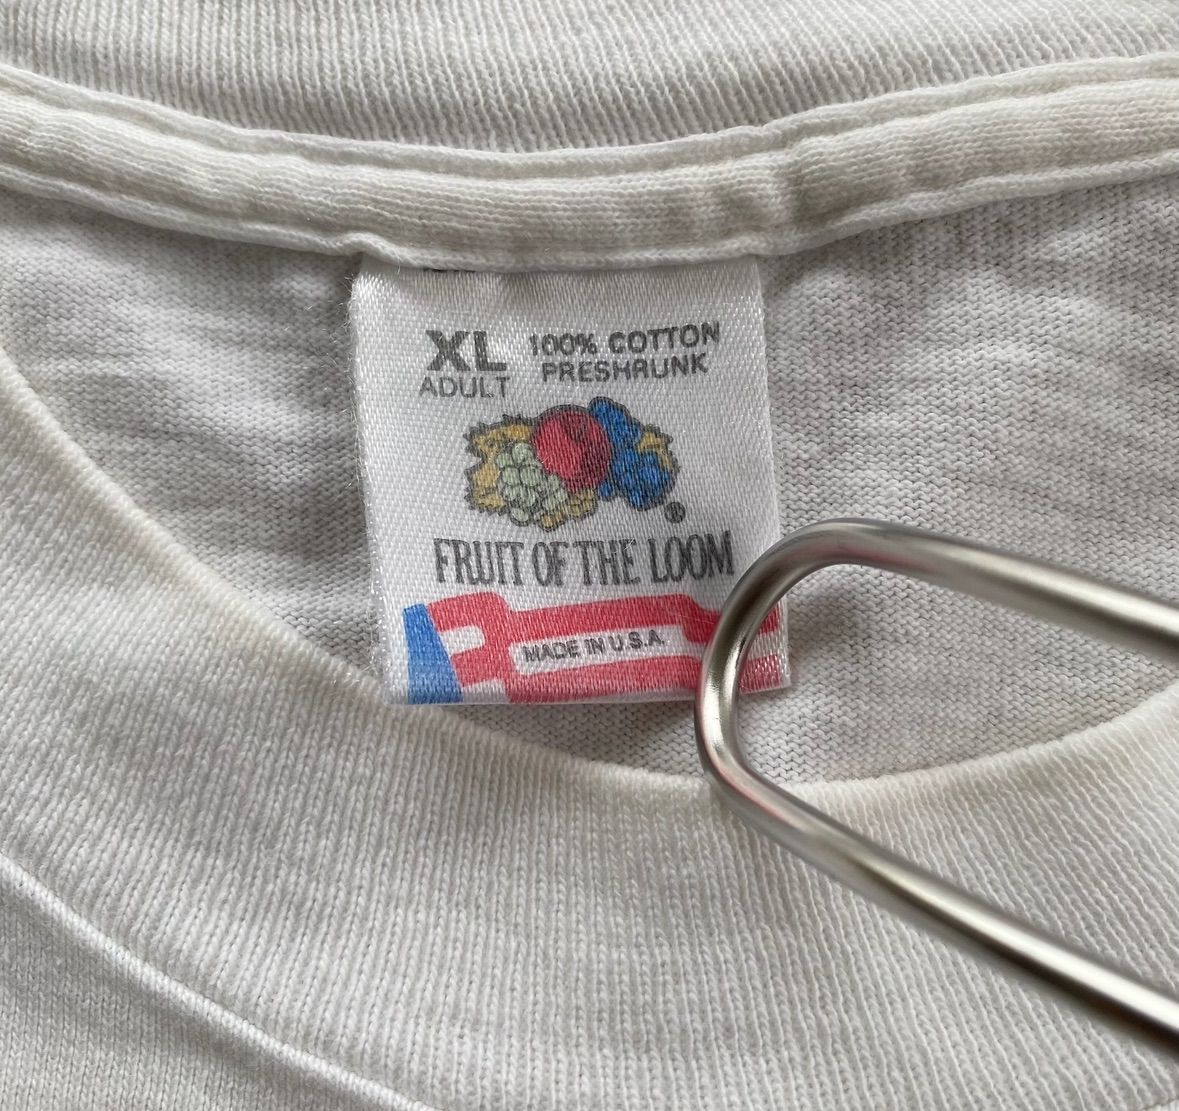 XL
ADULT
100% COTTON
PRESHRUNK
®
FRUIT OF THE LOOM
MADE IN U.S.A.